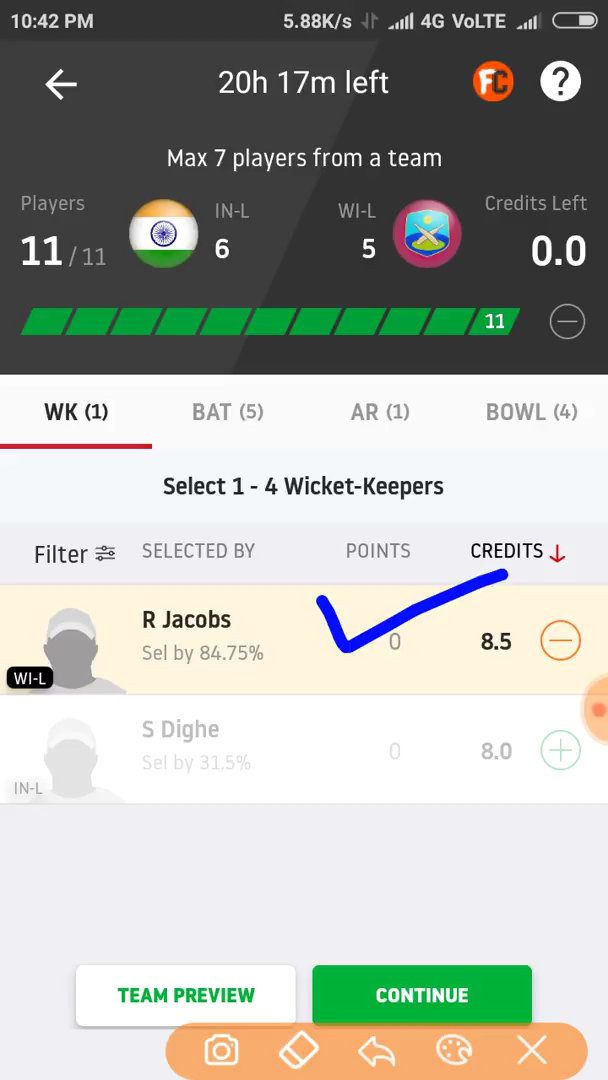 10:42 PM 5.88K/s 4G VoLTE
20h 17m left FC ?
Max 7 players from a team
Players IN-L WI-L Credits Left
11 / 11 6 5 0.0
11
WK (1) BAT (5) AR (1) BOWL (4)
Select 1 - 4 Wicket-Keepers
Filter SELECTED BY POINTS CREDITS
R Jacobs
Sel by 84.75% 0 8.5
WI-L
S Dighe
Sel by 31.5% 0 8.0
IN-L
TEAM PREVIEW CONTINUE